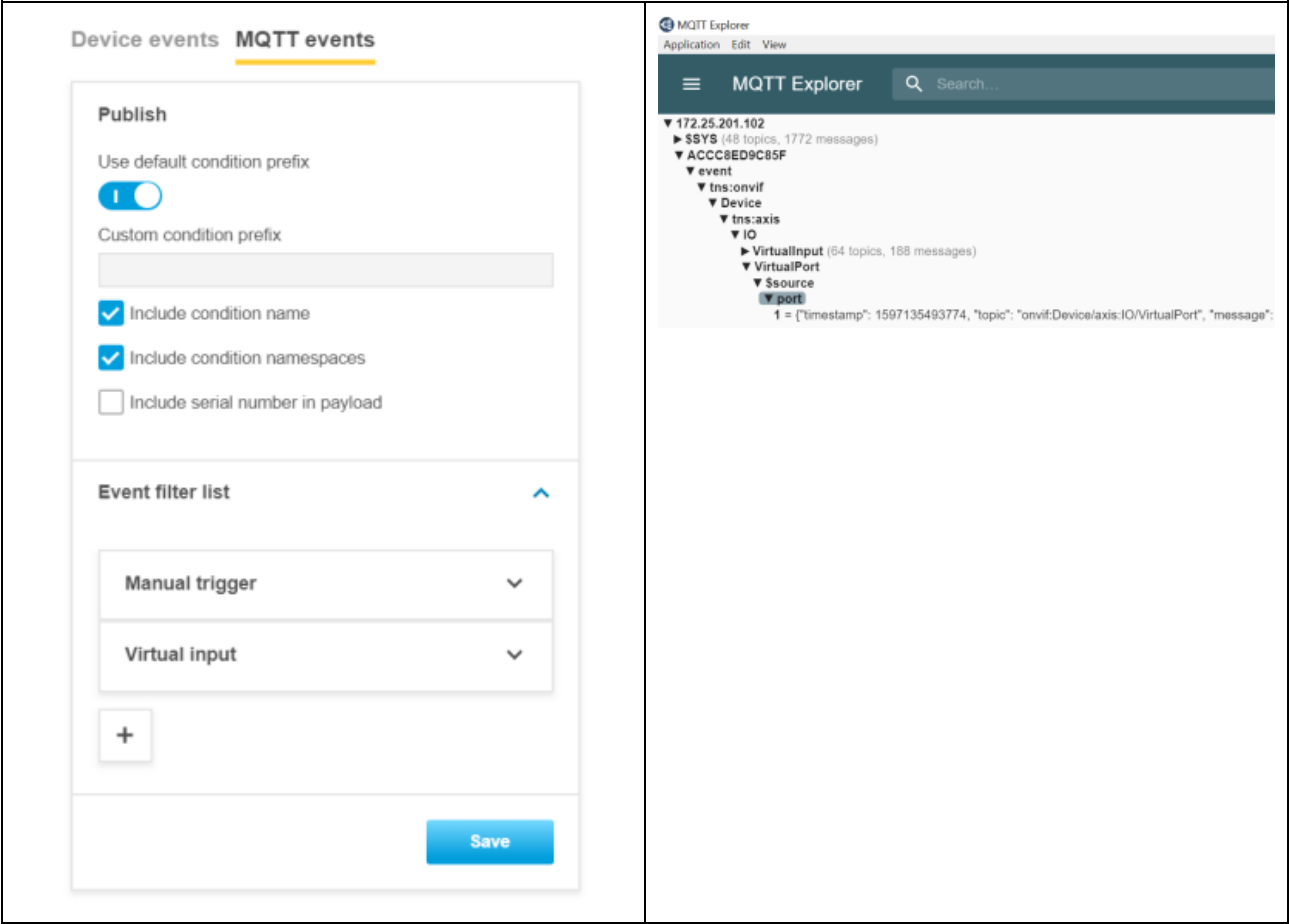 Device events MQTT events
Publish
Use default condition prefix
Custom condition prefix
Include condition name
Include condition namespaces
Include serial number in payload
Event filter list
Manual trigger
Virtual input
+
Save
MQTT Explorer
Application Edit View
MQTT Explorer Search...
▼ 172.25.201.102
▶ $SYS (48 topics, 1772 messages)
▼ ACCC8ED9C85F
▼ event
▼ tns:onvif
▼ Device
▼ tns:axis
▼ IO
▶ VirtualInput (64 topics, 188 messages)
▼ VirtualPort
▼ $source
▼ port
1 = {"timestamp": 1597135493774, "topic": "onvif:Device/axis:IO/VirtualPort", "message":